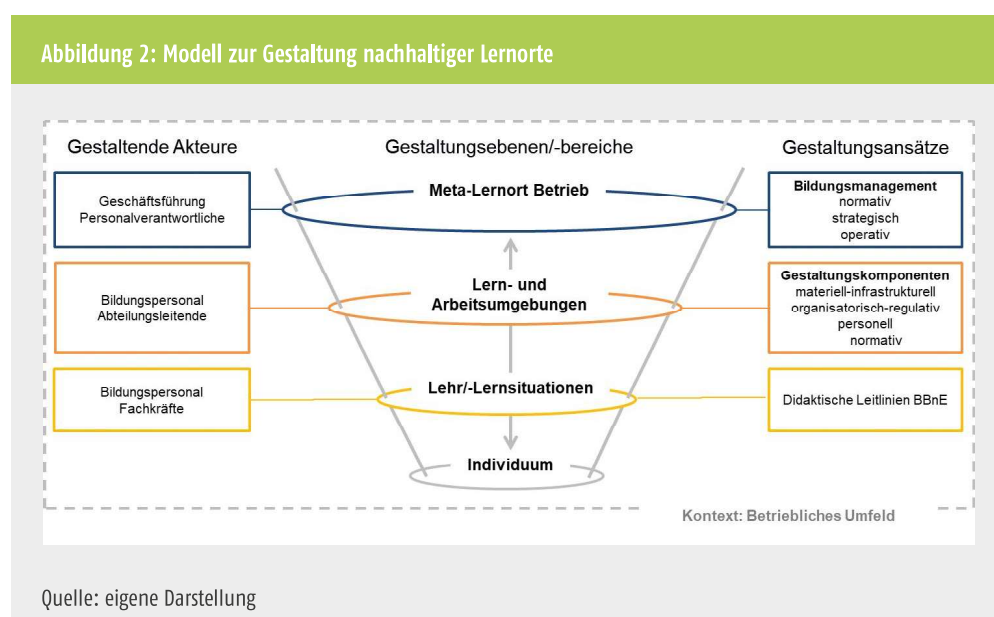 Abbildung 2: Modell zur Gestaltung nachhaltiger Lernorte
Gestaltende Akteure
Gestaltungsebenen/-bereiche
Gestaltungsansätze
Geschäftsführung
Personalverantwortliche
Meta-Lernort Betrieb
Bildungsmanagement
normativ
strategisch
operativ
Bildungspersonal
Abteilungsleitende
Lern- und
Arbeitsumgebungen
Gestaltungskomponenten
materiell-infrastrukturell
organisatorisch-regulativ
personell
normativ
Bildungspersonal
Fachkräfte
Lehr/-Lernsituationen
Didaktische Leitlinien BBnE
Individuum
Kontext: Betriebliches Umfeld
Quelle: eigene Darstellung